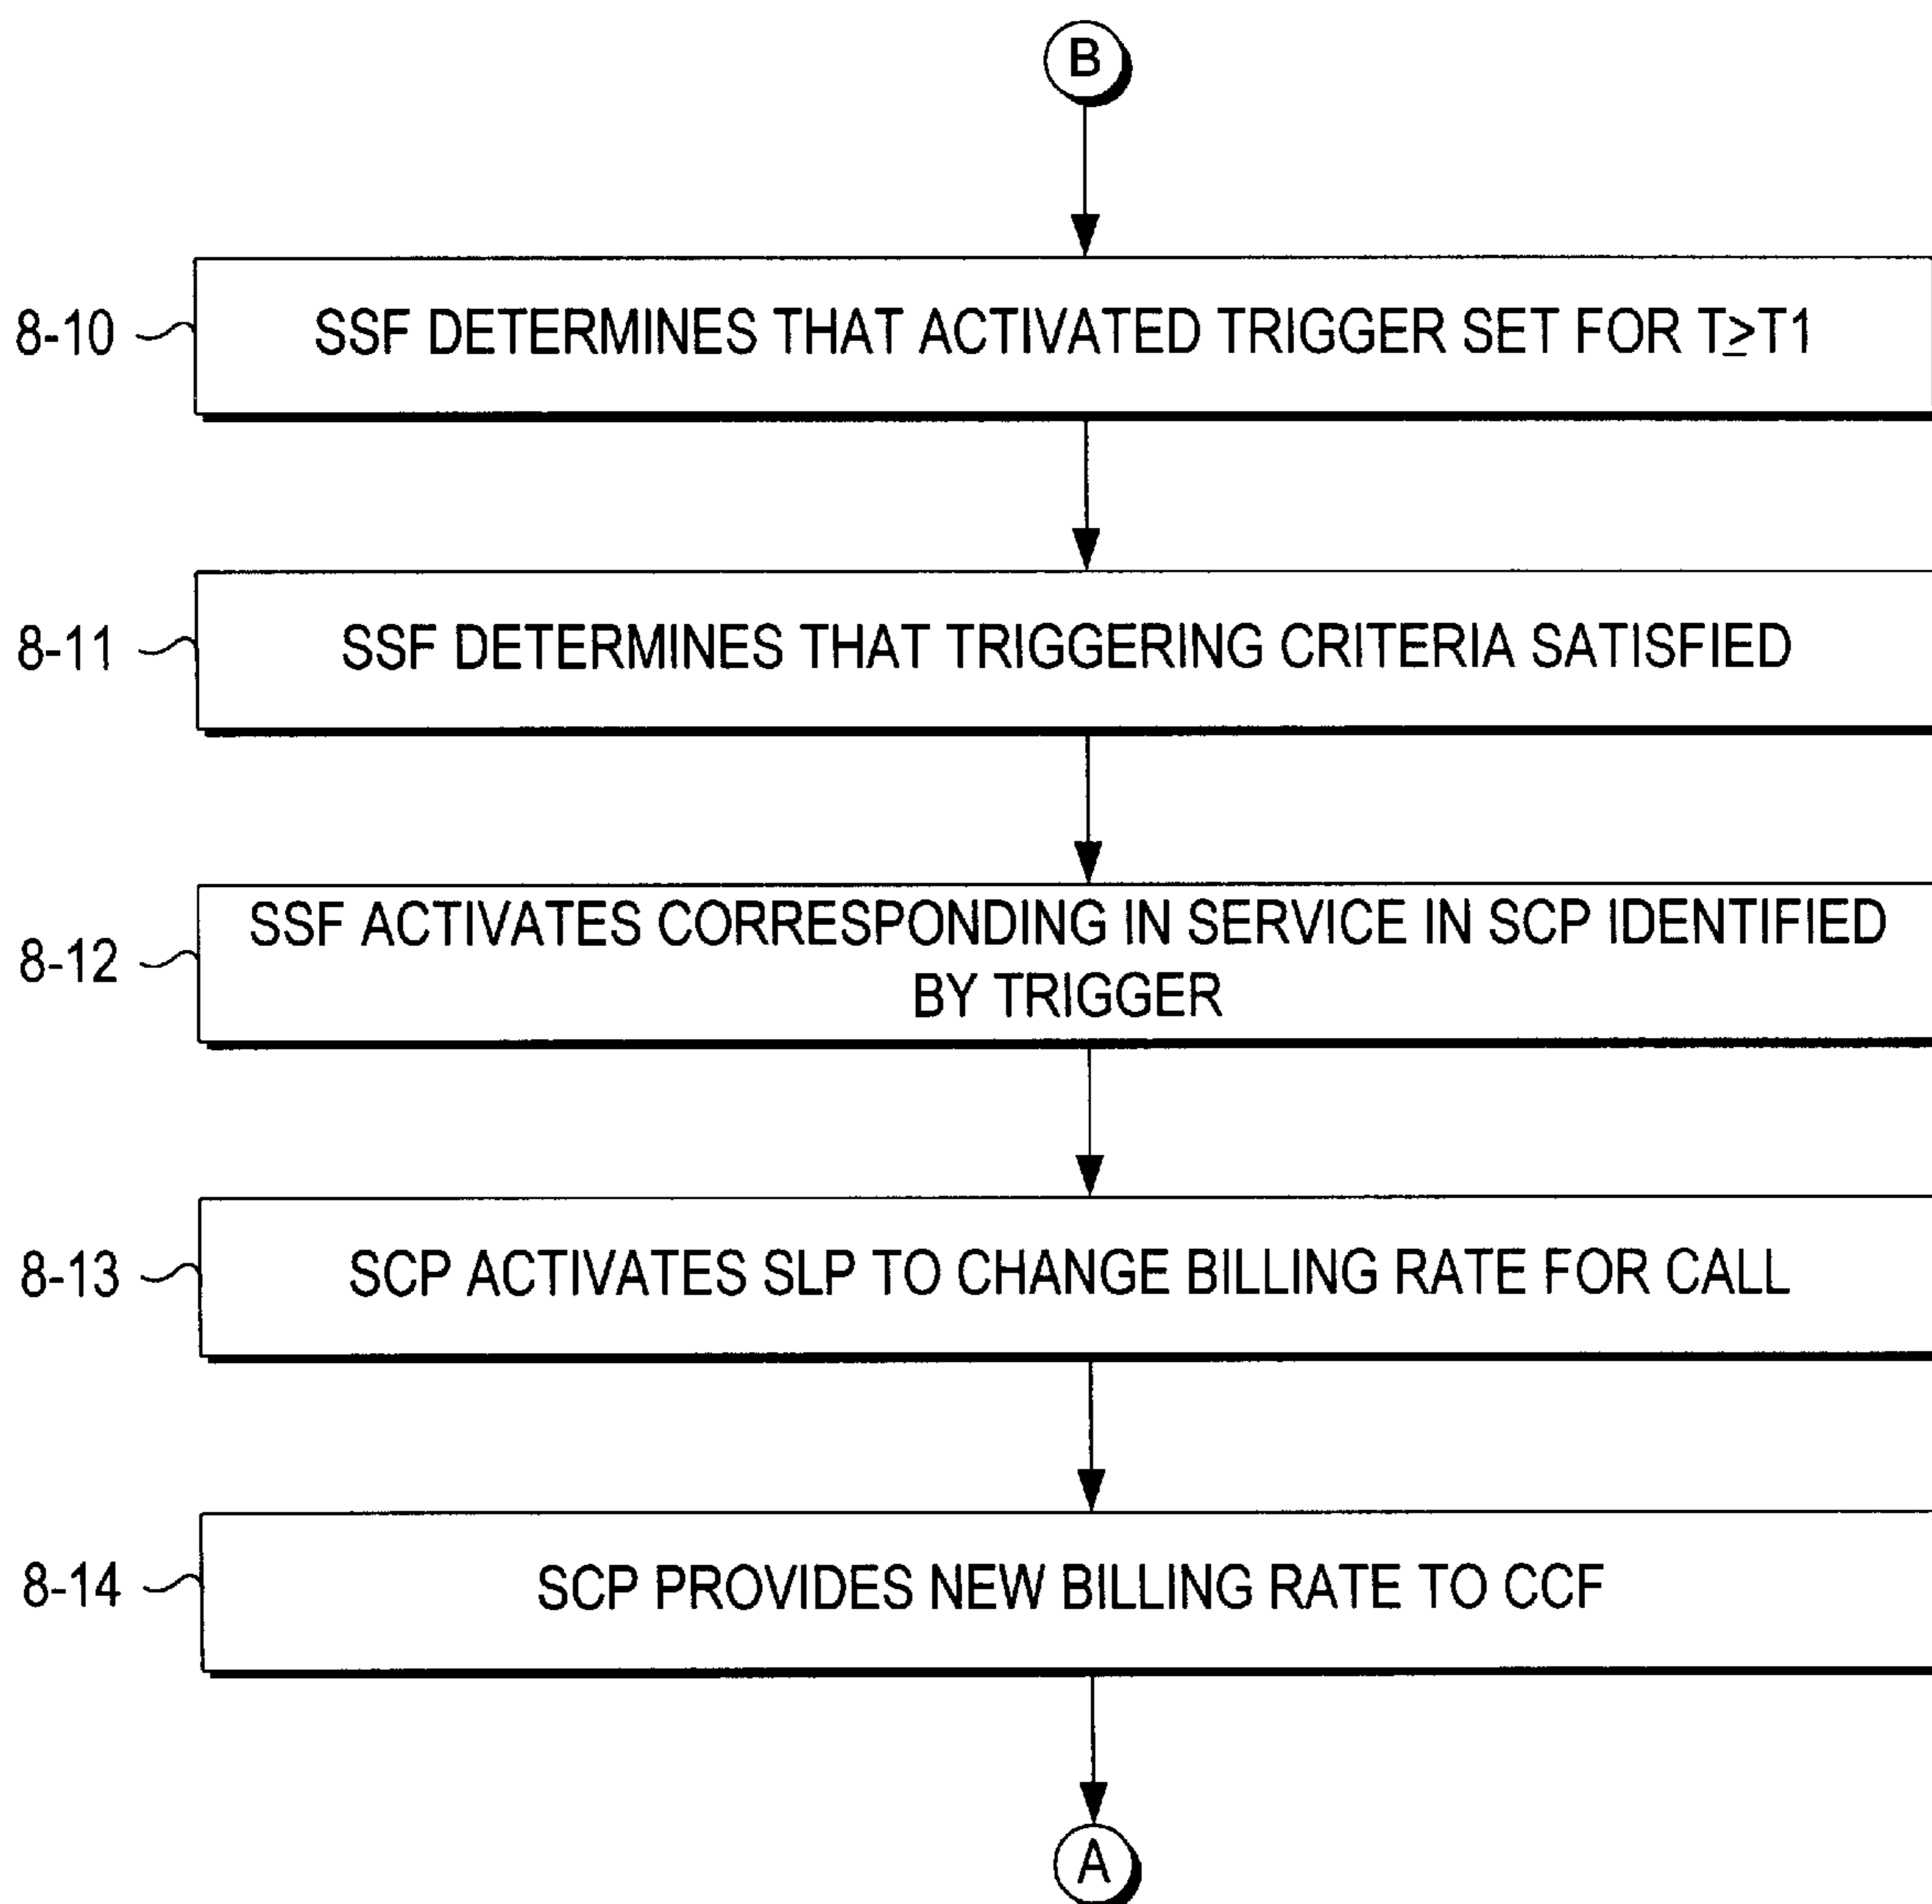 B
8-10 SSF DETERMINES THAT ACTIVATED TRIGGER SET FOR T≥T1
8-11 SSF DETERMINES THAT TRIGGERING CRITERIA SATISFIED
8-12 SSF ACTIVATES CORRESPONDING IN SERVICE IN SCP IDENTIFIED
BY TRIGGER
8-13 SCP ACTIVATES SLP TO CHANGE BILLING RATE FOR CALL
8-14 SCP PROVIDES NEW BILLING RATE TO CCF
A